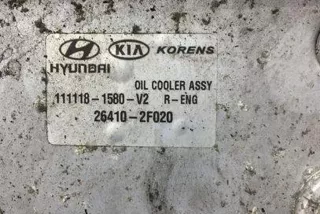 HYUNDAI KIA KORENS
OIL COOLER ASSY
111118-1580-V2 R-ENG
26410-2F020